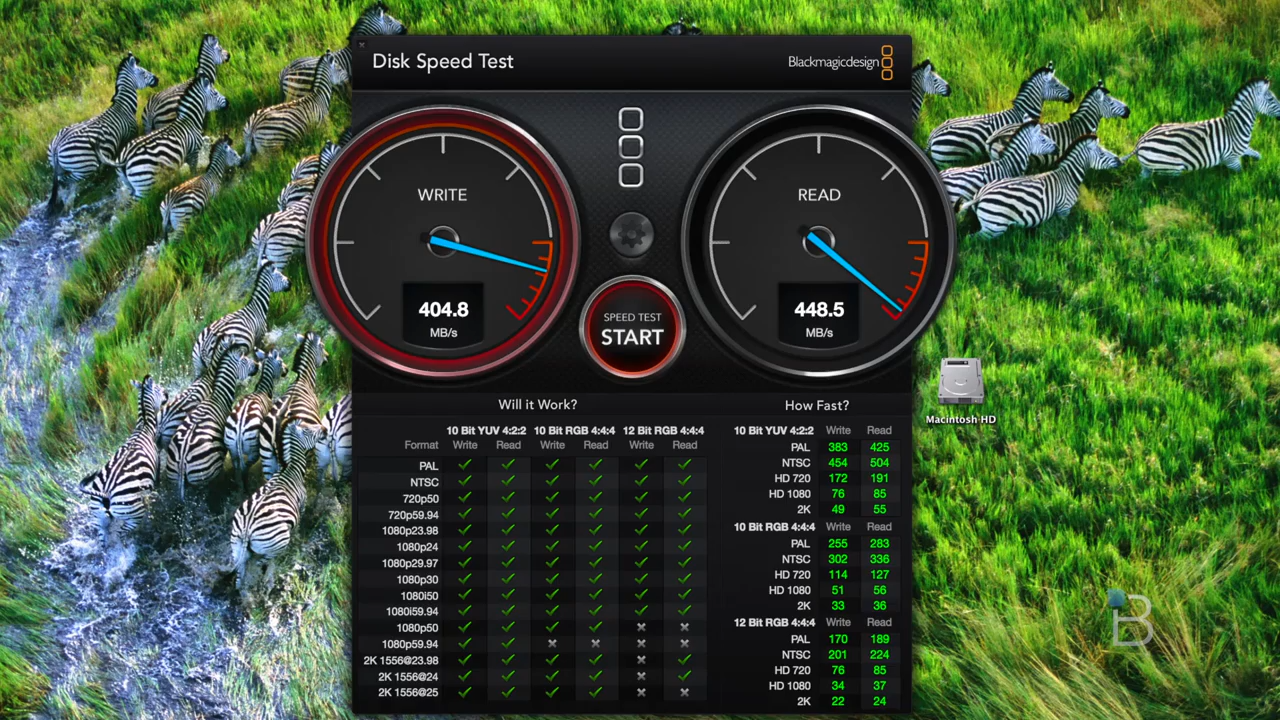 Disk Speed Test
Blackmagicdesign
WRITE
404.8
MB/s
SPEED TEST
START
READ
448.5
MB/s
Macintosh HD
Will it Work?
10 Bit YUV 4:2:2 10 Bit RGB 4:4:4 12 Bit RGB 4:4:4
Format Write Read Write Read Write Read
PAL
NTSC
720p50
720p59.94
1080p23.98
1080p24
1080p29.97
1080p30
1080i50
1080i59.94
1080p50
1080p59.94
2K 1556@23.98
2K 1556@24
2K 1556@25
How Fast?
10 Bit YUV 4:2:2 Write Read
PAL 383 425
NTSC 454 504
HD 720 172 191
HD 1080 76 85
2K 49 55
10 Bit RGB 4:4:4 Write Read
PAL 255 283
NTSC 302 336
HD 720 114 127
HD 1080 51 56
2K 33 36
12 Bit RGB 4:4:4 Write Read
PAL 170 189
NTSC 201 224
HD 720 76 85
HD 1080 34 37
2K 22 24
B